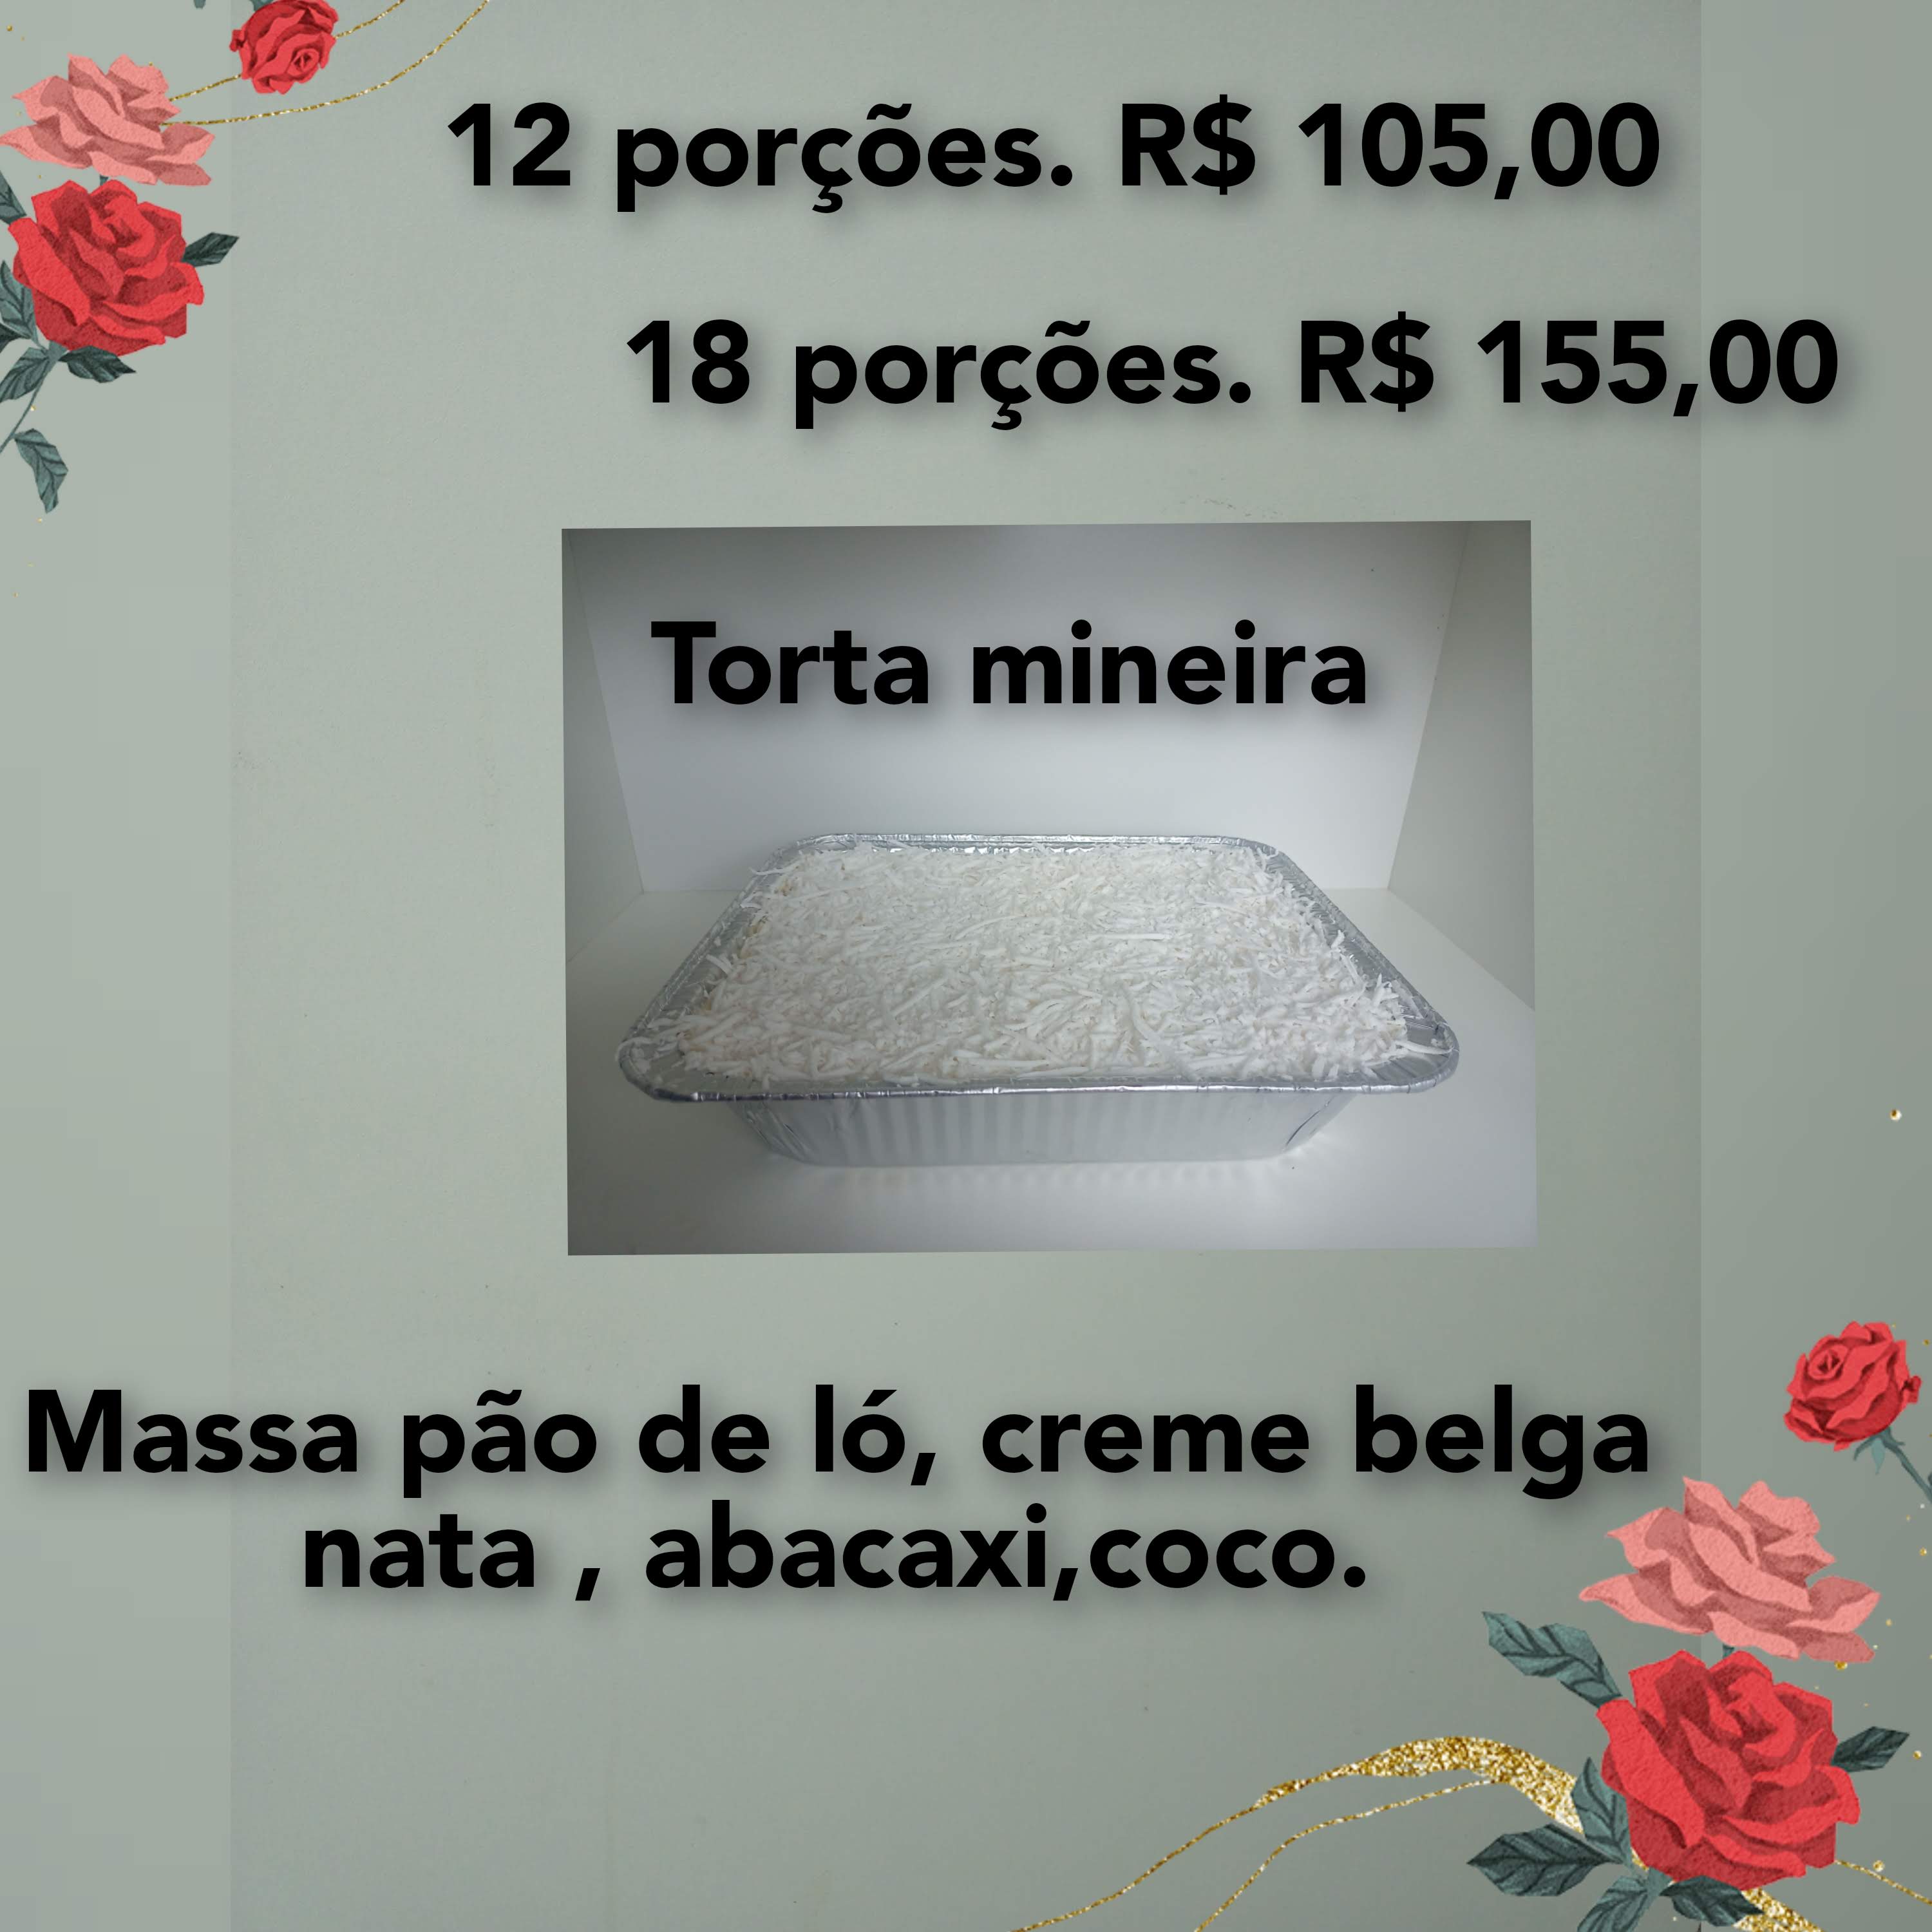 12 porções. R$ 105,00
18 porções. R$ 155,00
Torta mineira
Massa pão de ló, creme belga
nata , abacaxi,coco.